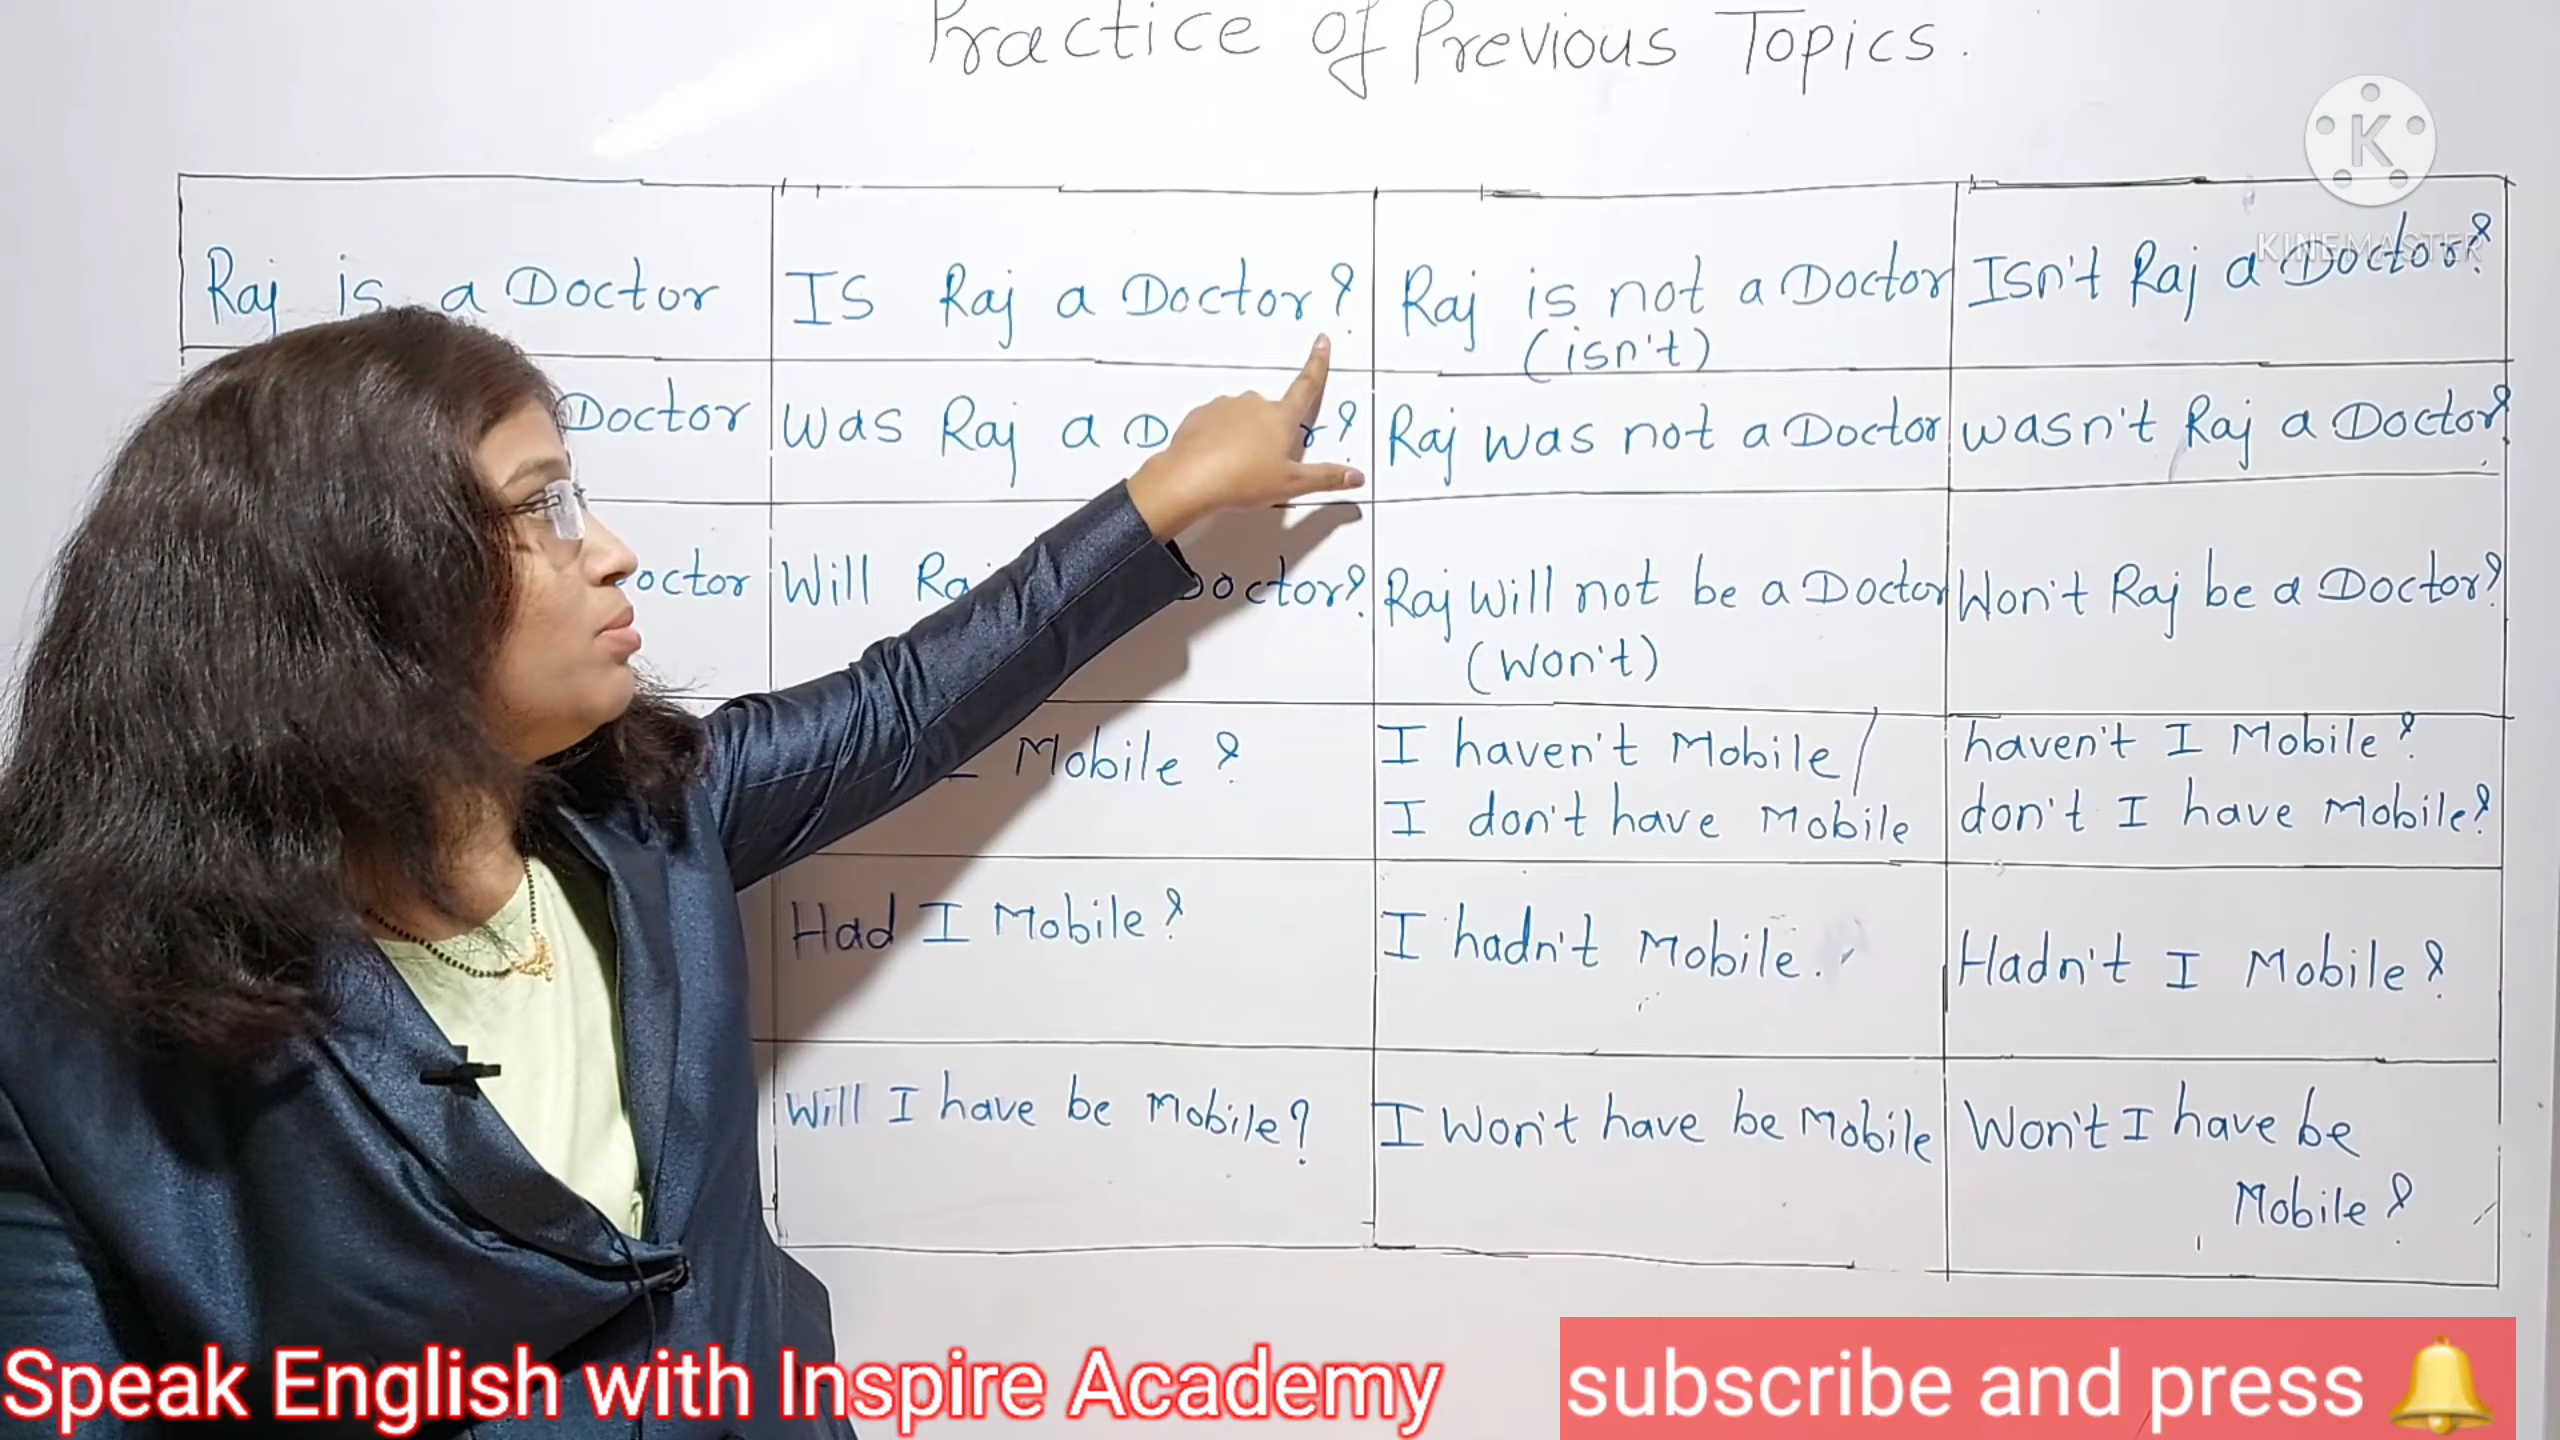 Practice of Previous Topics.
K
KINEMASTER
Raj is a Doctor
Is Raj a Doctor?
Raj is not a Doctor
(isn't)
Isn't Raj a Doctor?
Doctor
Was Raj a
Raj was not a Doctor
wasn't Raj a Doctor?
Will Raj Doctor?
Raj will not be a Doctor
(won't)
Won't Raj be a Doctor?
I Mobile?
I haven't Mobile/
I don't have Mobile
haven't I Mobile?
don't I have Mobile?
Had I Mobile?
I hadn't Mobile.
Hadn't I Mobile?
Will I have be Mobile?
I Won't have be Mobile
Won't I have be
Mobile?
Speak English with Inspire Academy
subscribe and press